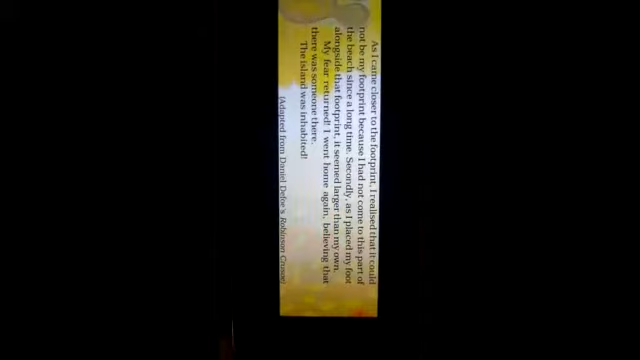 As I came closer to the footprint, I realised that it could
not be my footprint because I had not come to this part of
the beach since a long time. Secondly, as I placed my foot
alongside that footprint, it seemed larger than my own.
My fear returned! I went home again, believing that
there was someone there.
The island was inhabited!
(Adapted from Daniel Defoe's Robinson Crusoe)